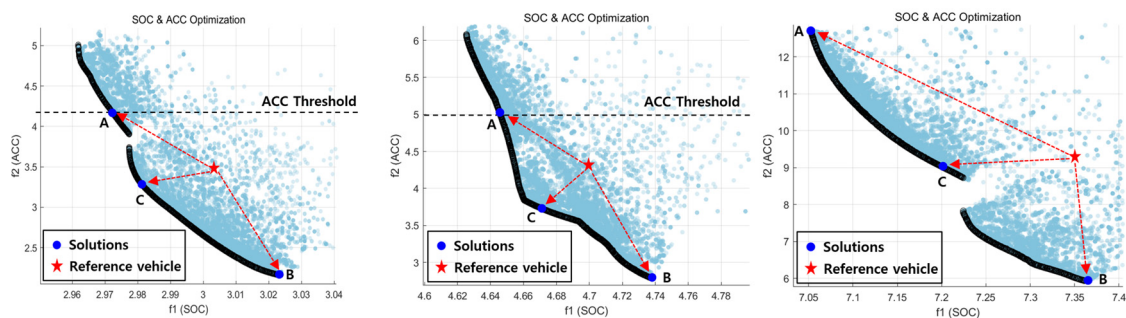 SOC & ACC Optimization
5
4.5
4
3.5
3
2.5
f2 (ACC)
ACC Threshold
A
C
B
Solutions
Reference vehicle
2.96
2.97
2.98
2.99
3
3.01
3.02
3.03
3.04
f1 (SOC)
SOC & ACC Optimization
6
5.5
5
4.5
4
3.5
3
f2 (ACC)
ACC Threshold
A
C
B
Solutions
Reference vehicle
4.6
4.62
4.64
4.66
4.68
4.7
4.72
4.74
4.76
4.78
f1 (SOC)
SOC & ACC Optimization
12
11
10
9
8
7
6
f2 (ACC)
A
C
B
Solutions
Reference vehicle
7.05
7.1
7.15
7.2
7.25
7.3
7.35
7.4
f1 (SOC)